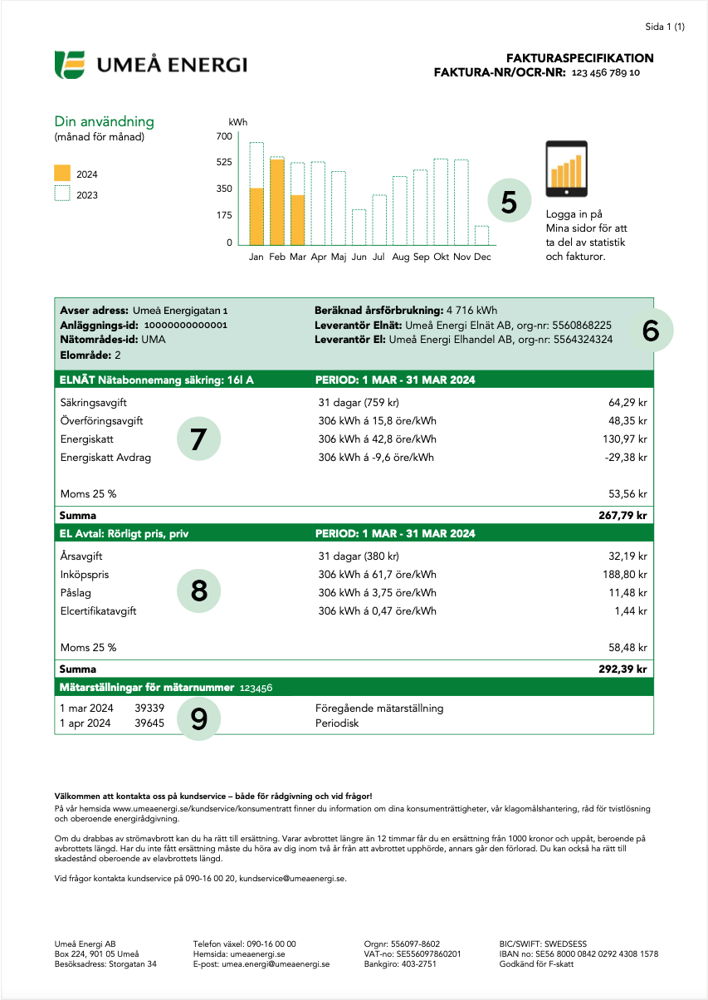 Sida 1 (1)
UMEÅ ENERGI
FAKTURASPECIFIKATION
FAKTURA-NR/OCR-NR: 123 456 789 10
Din användning
(månad för månad)
2024
2023
kWh
700
525
350
175
0
Jan Feb Mar Apr Maj Jun Jul Aug Sep Okt Nov Dec
5
Logga in på
Mina sidor för att
ta del av statistik
och fakturor.
Avser adress: Umeå Energigatan 1
Anläggnings-id: 10000000000001
Nätområdes-id: UMA
Elområde: 2
Beräknad årsförbrukning: 4 716 kWh
Leverantör Elnät: Umeå Energi Elnät AB, org-nr: 5560868225
Leverantör El: Umeå Energi Elhandel AB, org-nr: 5564324324
6
ELNÄT Nätabonnemang säkring: 16l A PERIOD: 1 MAR - 31 MAR 2024
Säkringsavgift 31 dagar (759 kr) 64,29 kr
Överföringsavgift 306 kWh á 15,8 öre/kWh 48,35 kr
Energiskatt 306 kWh á 42,8 öre/kWh 130,97 kr
Energiskatt Avdrag 306 kWh á -9,6 öre/kWh -29,38 kr
7
Moms 25 % 53,56 kr
Summa 267,79 kr
EL Avtal: Rörligt pris, priv PERIOD: 1 MAR - 31 MAR 2024
Årsavgift 31 dagar (380 kr) 32,19 kr
Inköpspris 306 kWh á 61,7 öre/kWh 188,80 kr
Påslag 306 kWh á 3,75 öre/kWh 11,48 kr
Elcertifikatavgift 306 kWh á 0,47 öre/kWh 1,44 kr
8
Moms 25 % 58,48 kr
Summa 292,39 kr
Mätarställningar för mätarnummer 123456
1 mar 2024 39339 Föregående mätarställning
1 apr 2024 39645 Periodisk
9
Välkommen att kontakta oss på kundservice – både för rådgivning och vid frågor!
På vår hemsida www.umeaenergi.se/kundservice/konsumentratt finner du information om dina konsumenträttigheter, vår klagomålshantering, råd för tvistlösning
och oberoende energirådgivning.
Om du drabbas av strömavbrott kan du ha rätt till ersättning. Varar avbrottet längre än 12 timmar får du en ersättning från 1000 kronor och uppåt, beroende på
avbrottets längd. Har du inte fått ersättning måste du höra av dig inom två år från att avbrottet upphörde, annars går den förlorad. Du kan också ha rätt till
skadestånd oberoende av elavbrottets längd.
Vid frågor kontakta kundservice på 090-16 00 20, kundservice@umeaenergi.se.
Umeå Energi AB
Box 224, 901 05 Umeå
Besöksadress: Storgatan 34
Telefon växel: 090-16 00 00
Hemsida: umeaenergi.se
E-post: umea.energi@umeaenergi.se
Orgnr: 556097-8602
VAT-no: SE556097860201
Bankgiro: 403-2751
BIC/SWIFT: SWEDSESS
IBAN no: SE56 8000 0842 0292 4308 1578
Godkänd för F-skatt